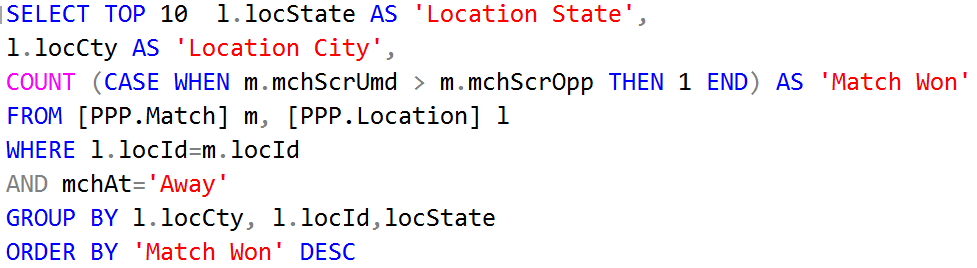 SELECT TOP 10  l.locState AS 'Location State',
l.locCty AS 'Location City',
COUNT (CASE WHEN m.mchScrUmd > m.mchScrOpp THEN 1 END) AS 'Match Won'
FROM [PPP.Match] m, [PPP.Location] l
WHERE l.locId=m.locId
AND mchAt='Away'
GROUP BY l.locCty, l.locId,locState
ORDER BY 'Match Won' DESC